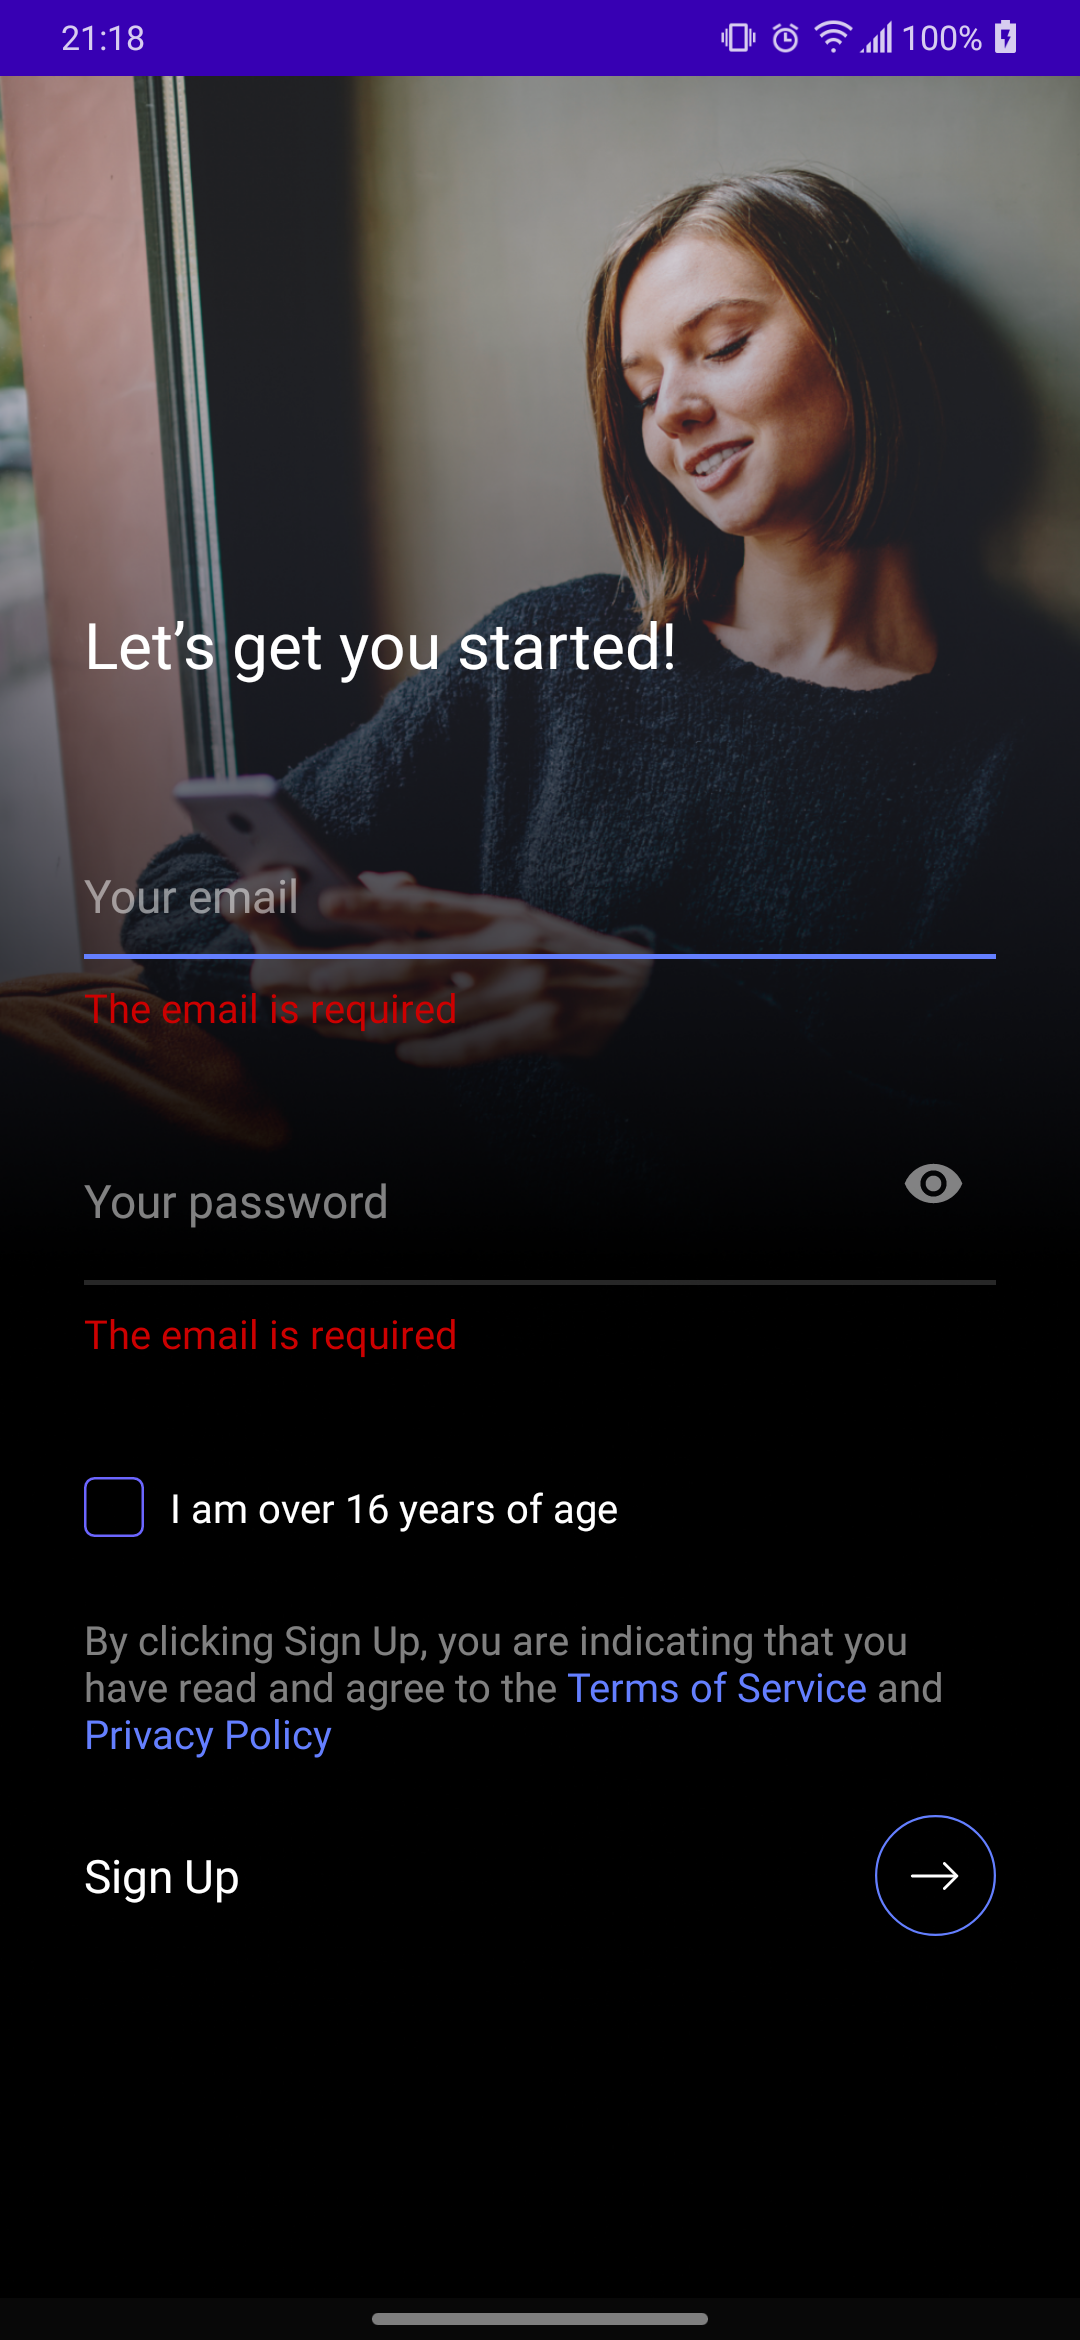 21:18
100%
Let’s get you started!
Your email
The email is required
Your password
The email is required
I am over 16 years of age
By clicking Sign Up, you are indicating that you
have read and agree to the Terms of Service and
Privacy Policy
Sign Up